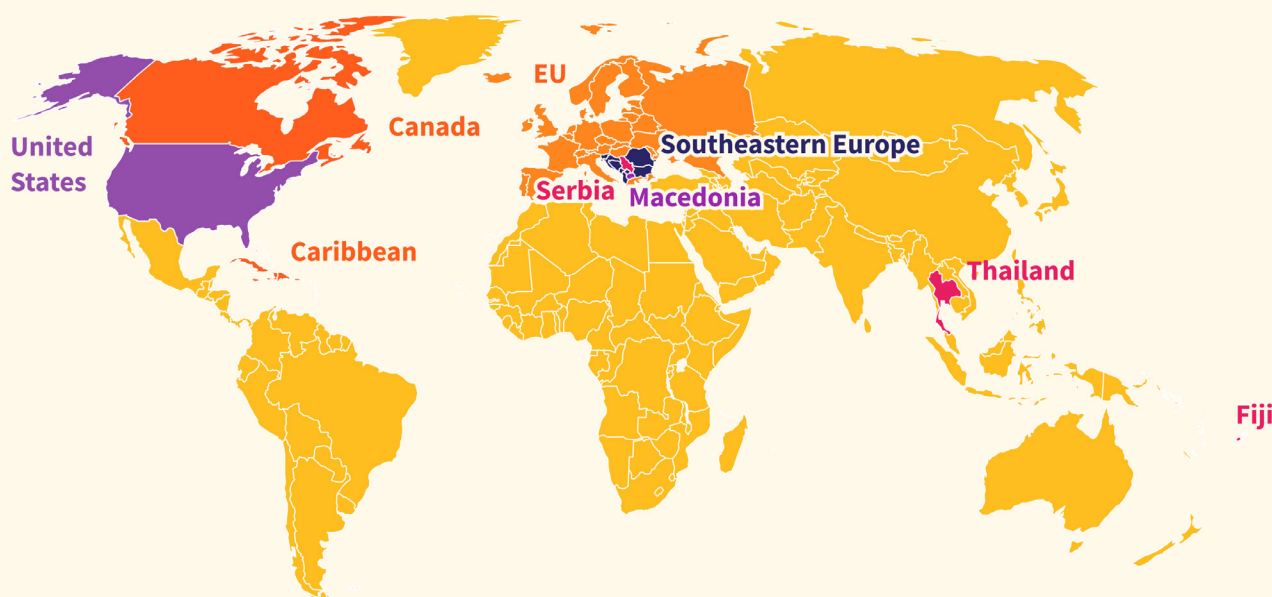 EU
Canada
United
States
Southeastern Europe
Serbia
Macedonia
Caribbean
Thailand
Fiji